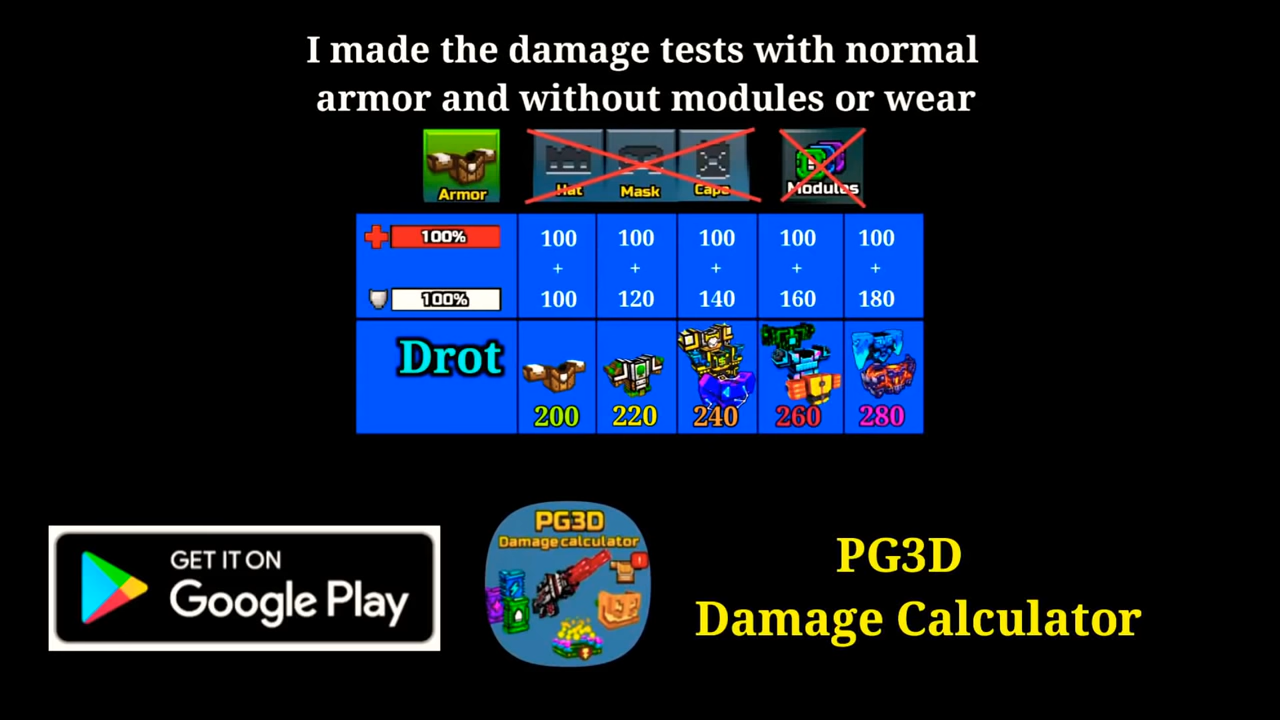 I made the damage tests with normal
armor and without modules or wear
Armor
Hat
Mask
Cape
Modules
100%
100 100 100 100 100
+ + + + +
100%
100 120 140 160 180
Drot
200 220 240 260 280
GET IT ON
Google Play
PG3D
Damage calculator
PG3D
Damage Calculator